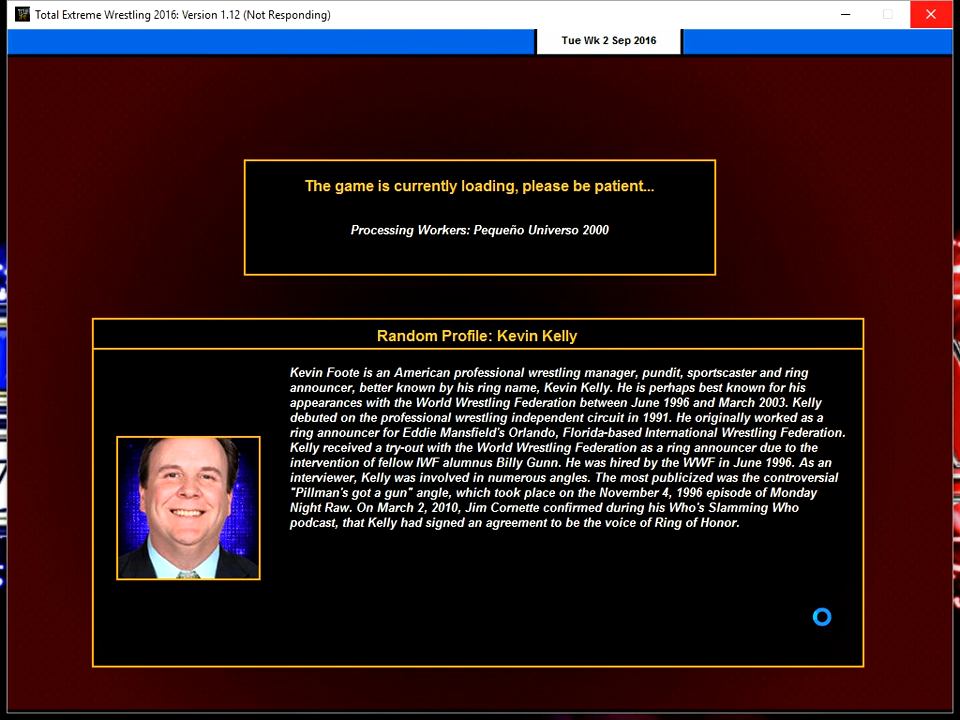 Total Extreme Wrestling 2016: Version 1.12 (Not Responding)
Tue Wk 2 Sep 2016
The game is currently loading, please be patient...
Processing Workers: Pequeño Universo 2000
Random Profile: Kevin Kelly
Kevin Foote is an American professional wrestling manager, pundit, sportscaster and ring
announcer, better known by his ring name, Kevin Kelly. He is perhaps best known for his
appearances with the World Wrestling Federation between June 1996 and March 2003. Kelly
debuted on the professional wrestling independent circuit in 1991. He originally worked as a
ring announcer for Eddie Mansfield's Orlando, Florida-based International Wrestling Federation.
Kelly received a try-out with the World Wrestling Federation as a ring announcer due to the
intervention of fellow IWF alumnus Billy Gunn. He was hired by the WWF in June 1996. As an
interviewer, Kelly was involved in numerous angles. The most publicized was the controversial
"Pillman's got a gun" angle, which took place on the November 4, 1996 episode of Monday
Night Raw. On March 2, 2010, Jim Cornette confirmed during his Who's Slamming Who
podcast, that Kelly had signed an agreement to be the voice of Ring of Honor.